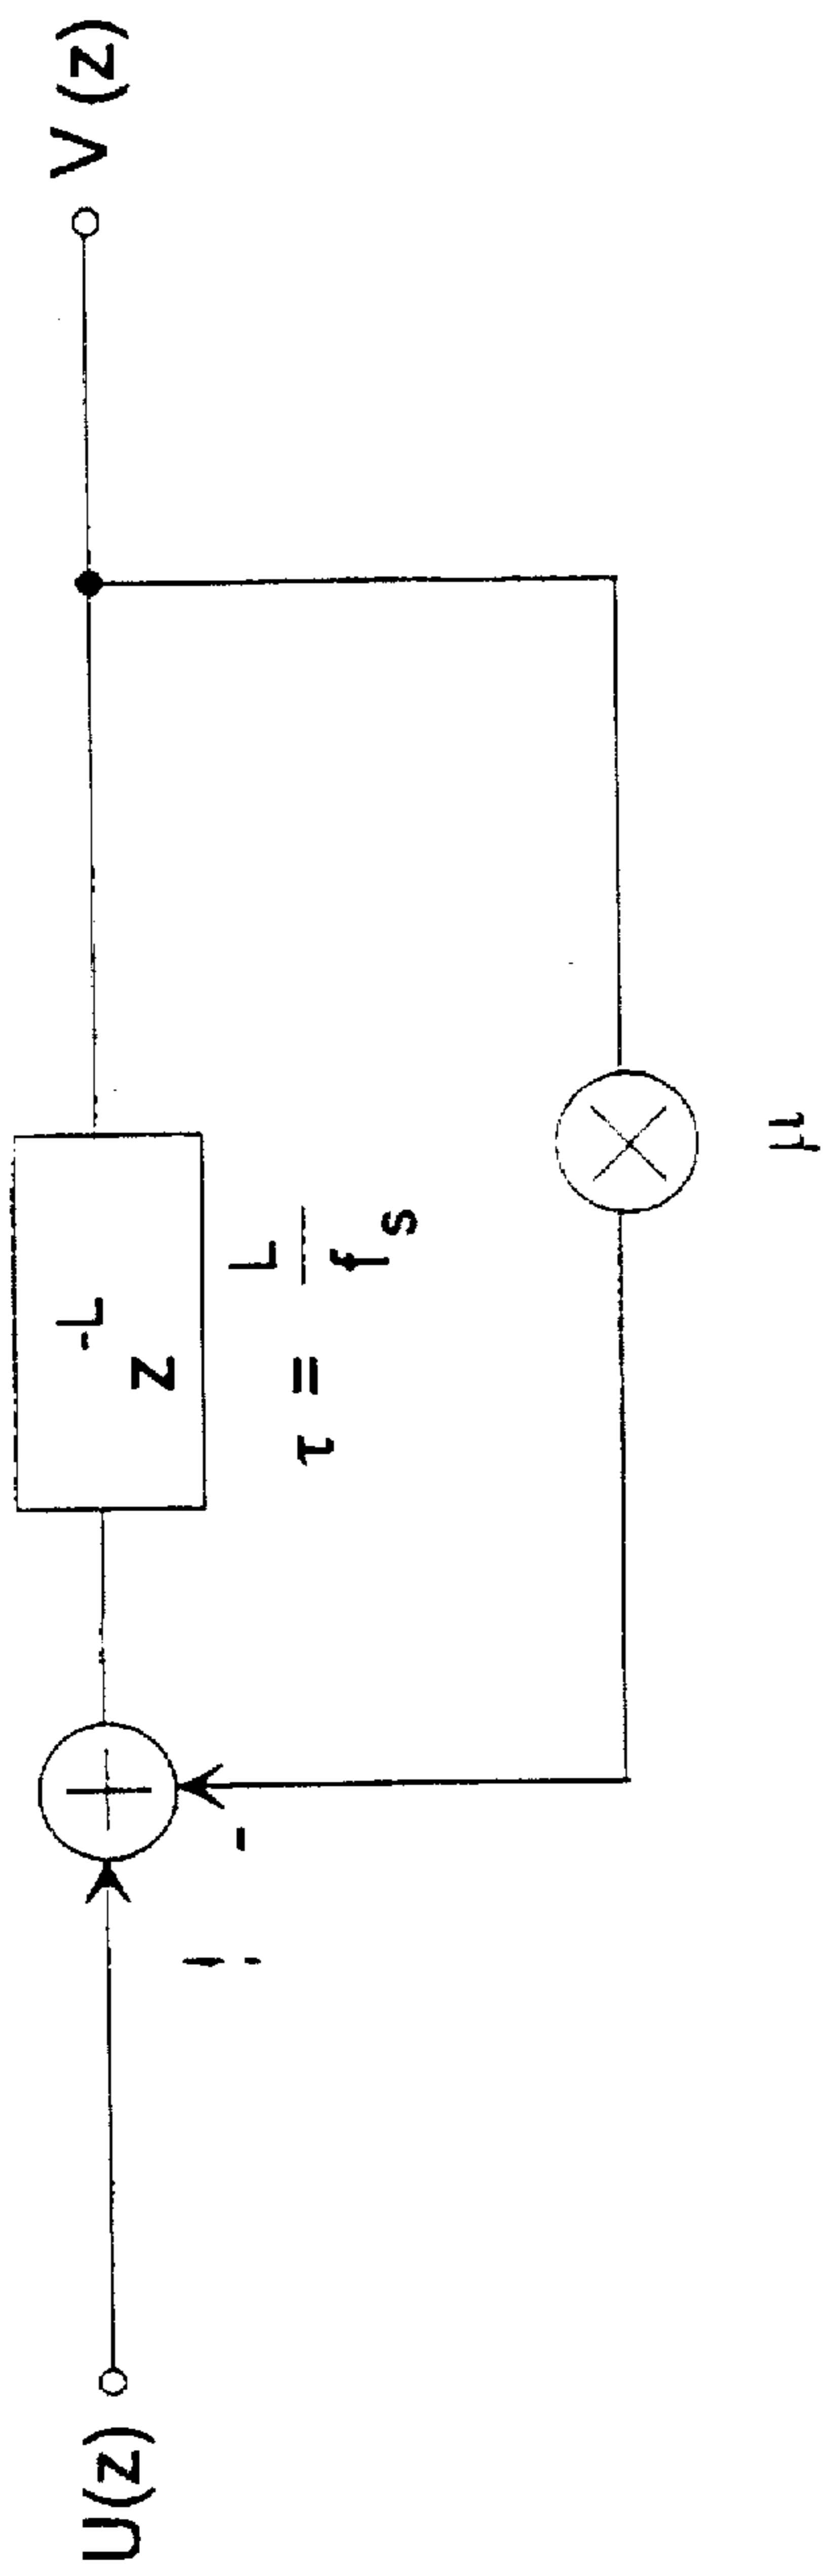 U(z)
V (z)
z^-L
τ = L/f_s
-
μ